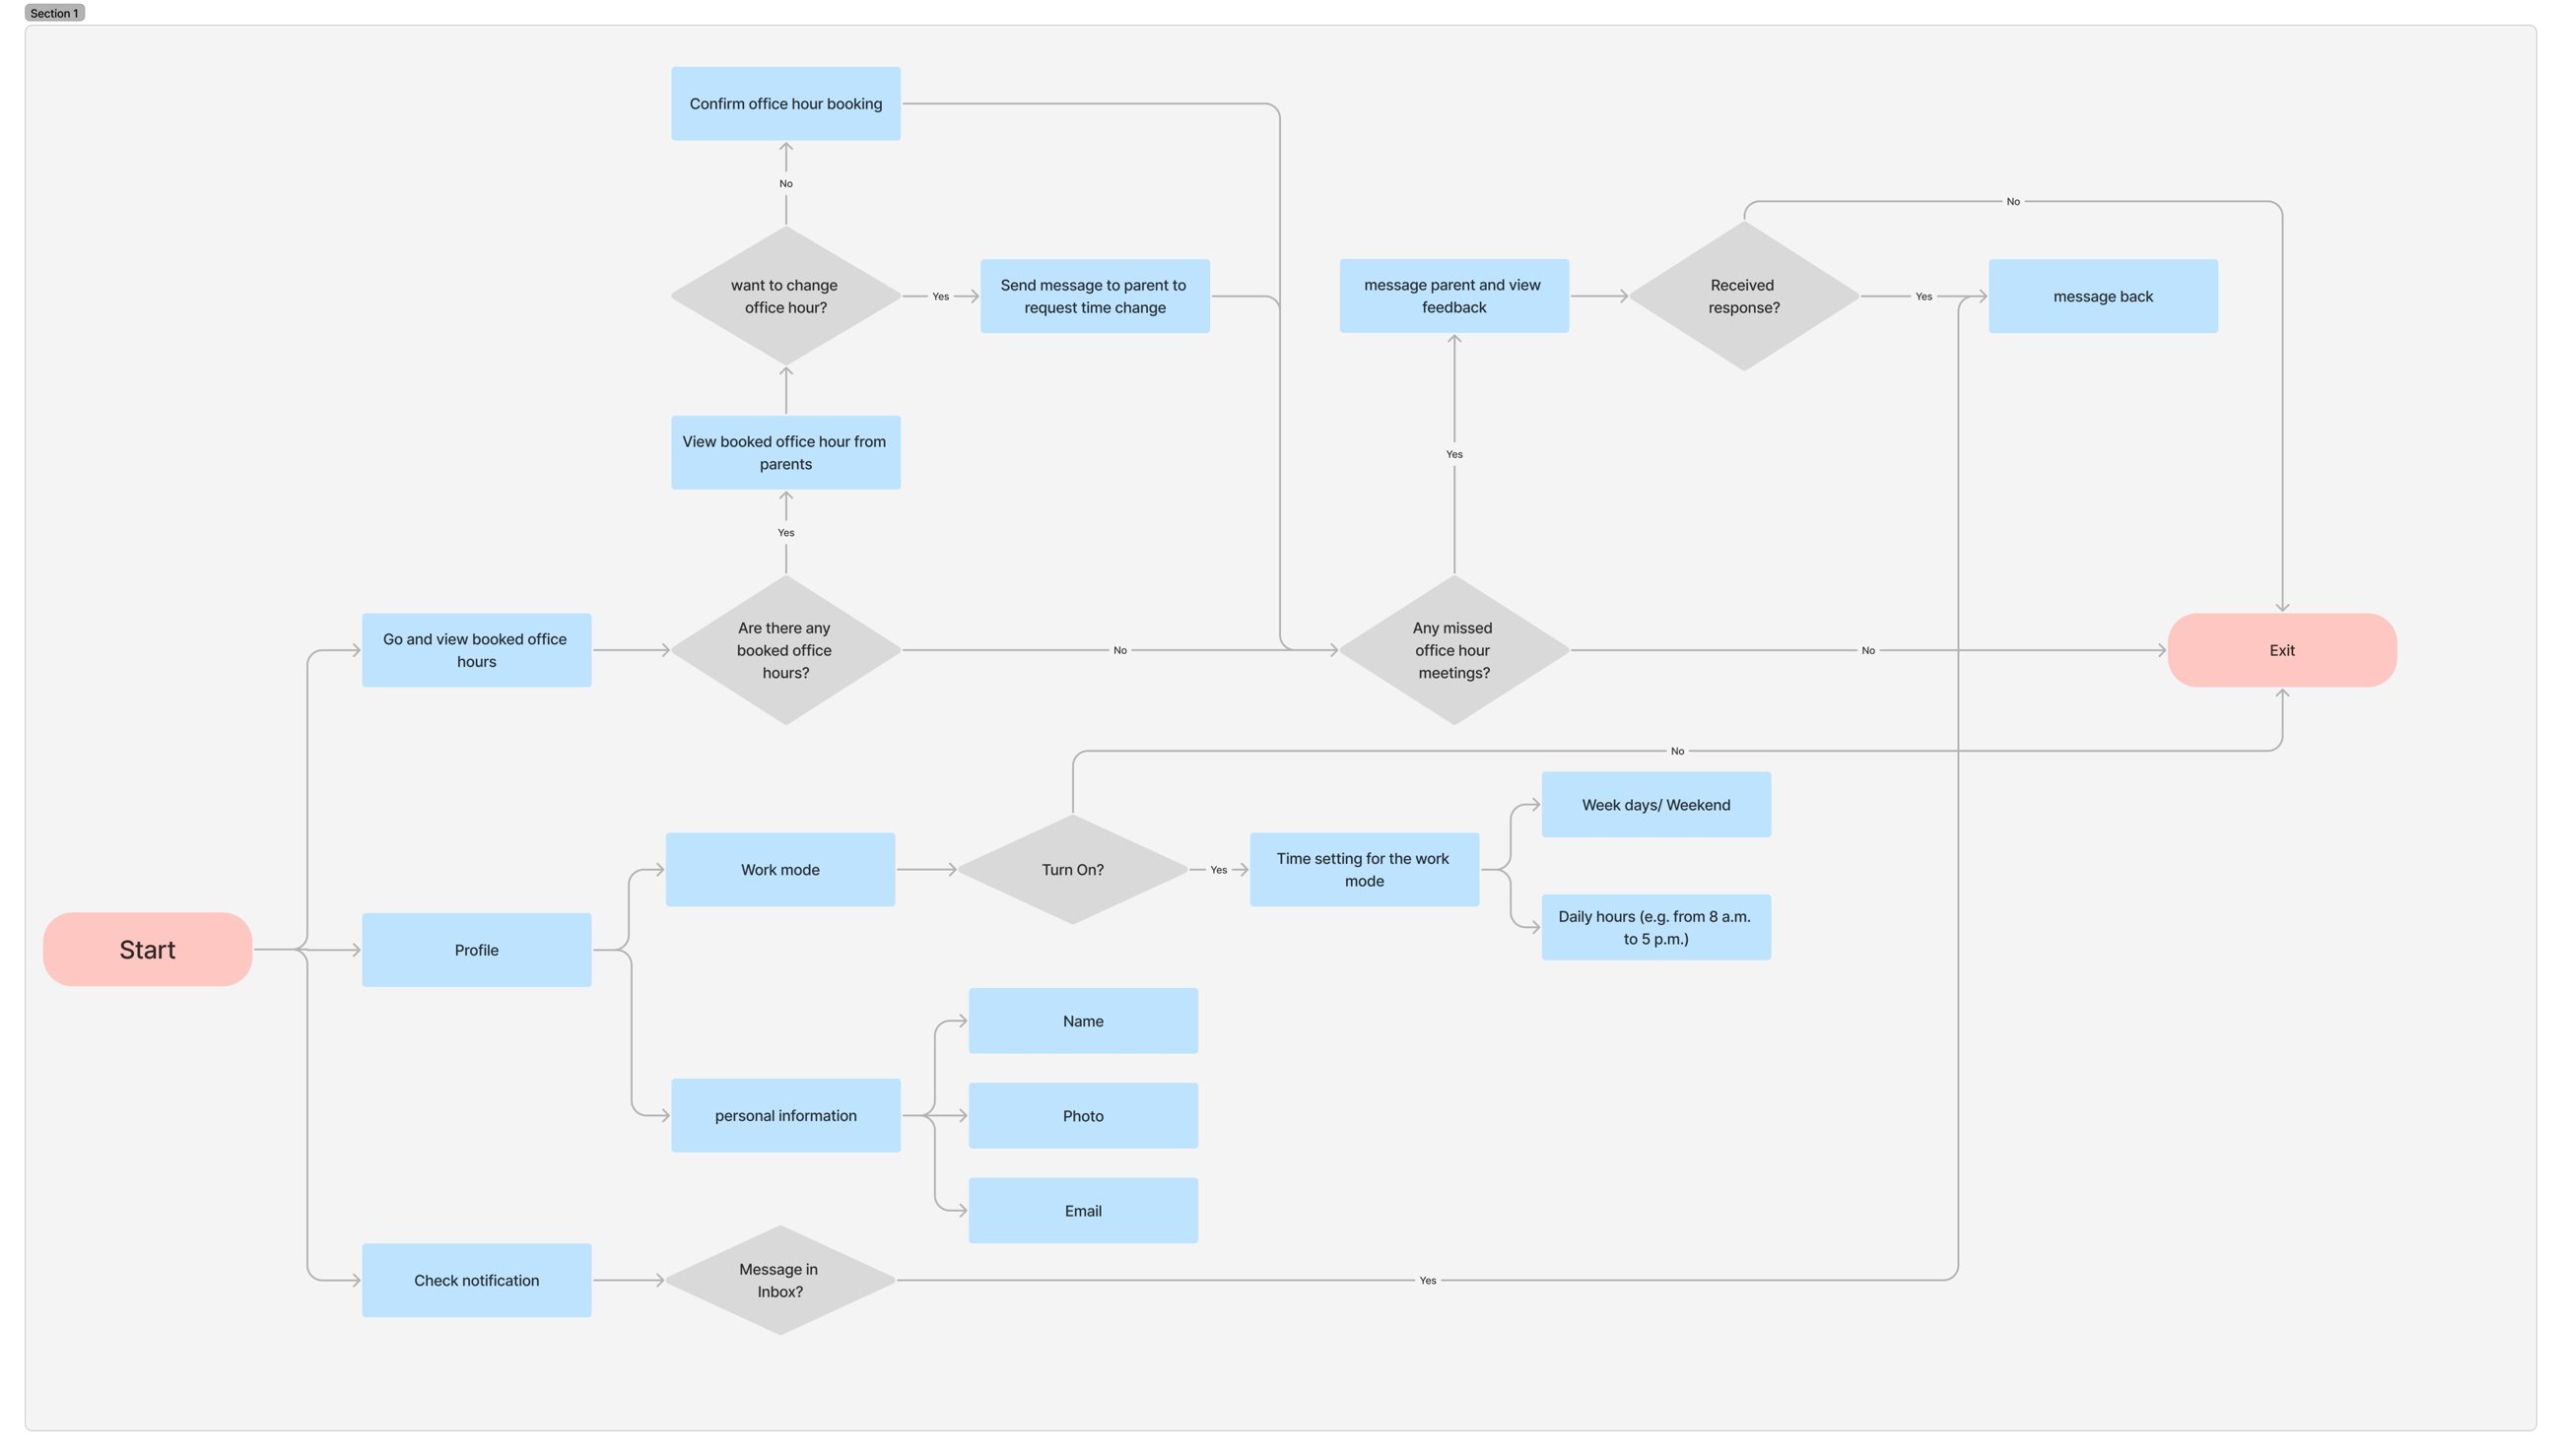 Section 1
Confirm office hour booking
No
No
want to change
office hour?
Yes
Send message to parent to
request time change
message parent and view
feedback
Received
response?
Yes
message back
View booked office hour from
parents
Yes
Yes
Go and view booked office
hours
Are there any
booked office
hours?
No
Any missed
office hour
meetings?
No
Exit
No
Week days/ Weekend
Work mode
Turn On?
Yes
Time setting for the work
mode
Daily hours (e.g. from 8 a.m.
to 5 p.m.)
Start
Profile
Name
personal information
Photo
Email
Check notification
Message in
Inbox?
Yes